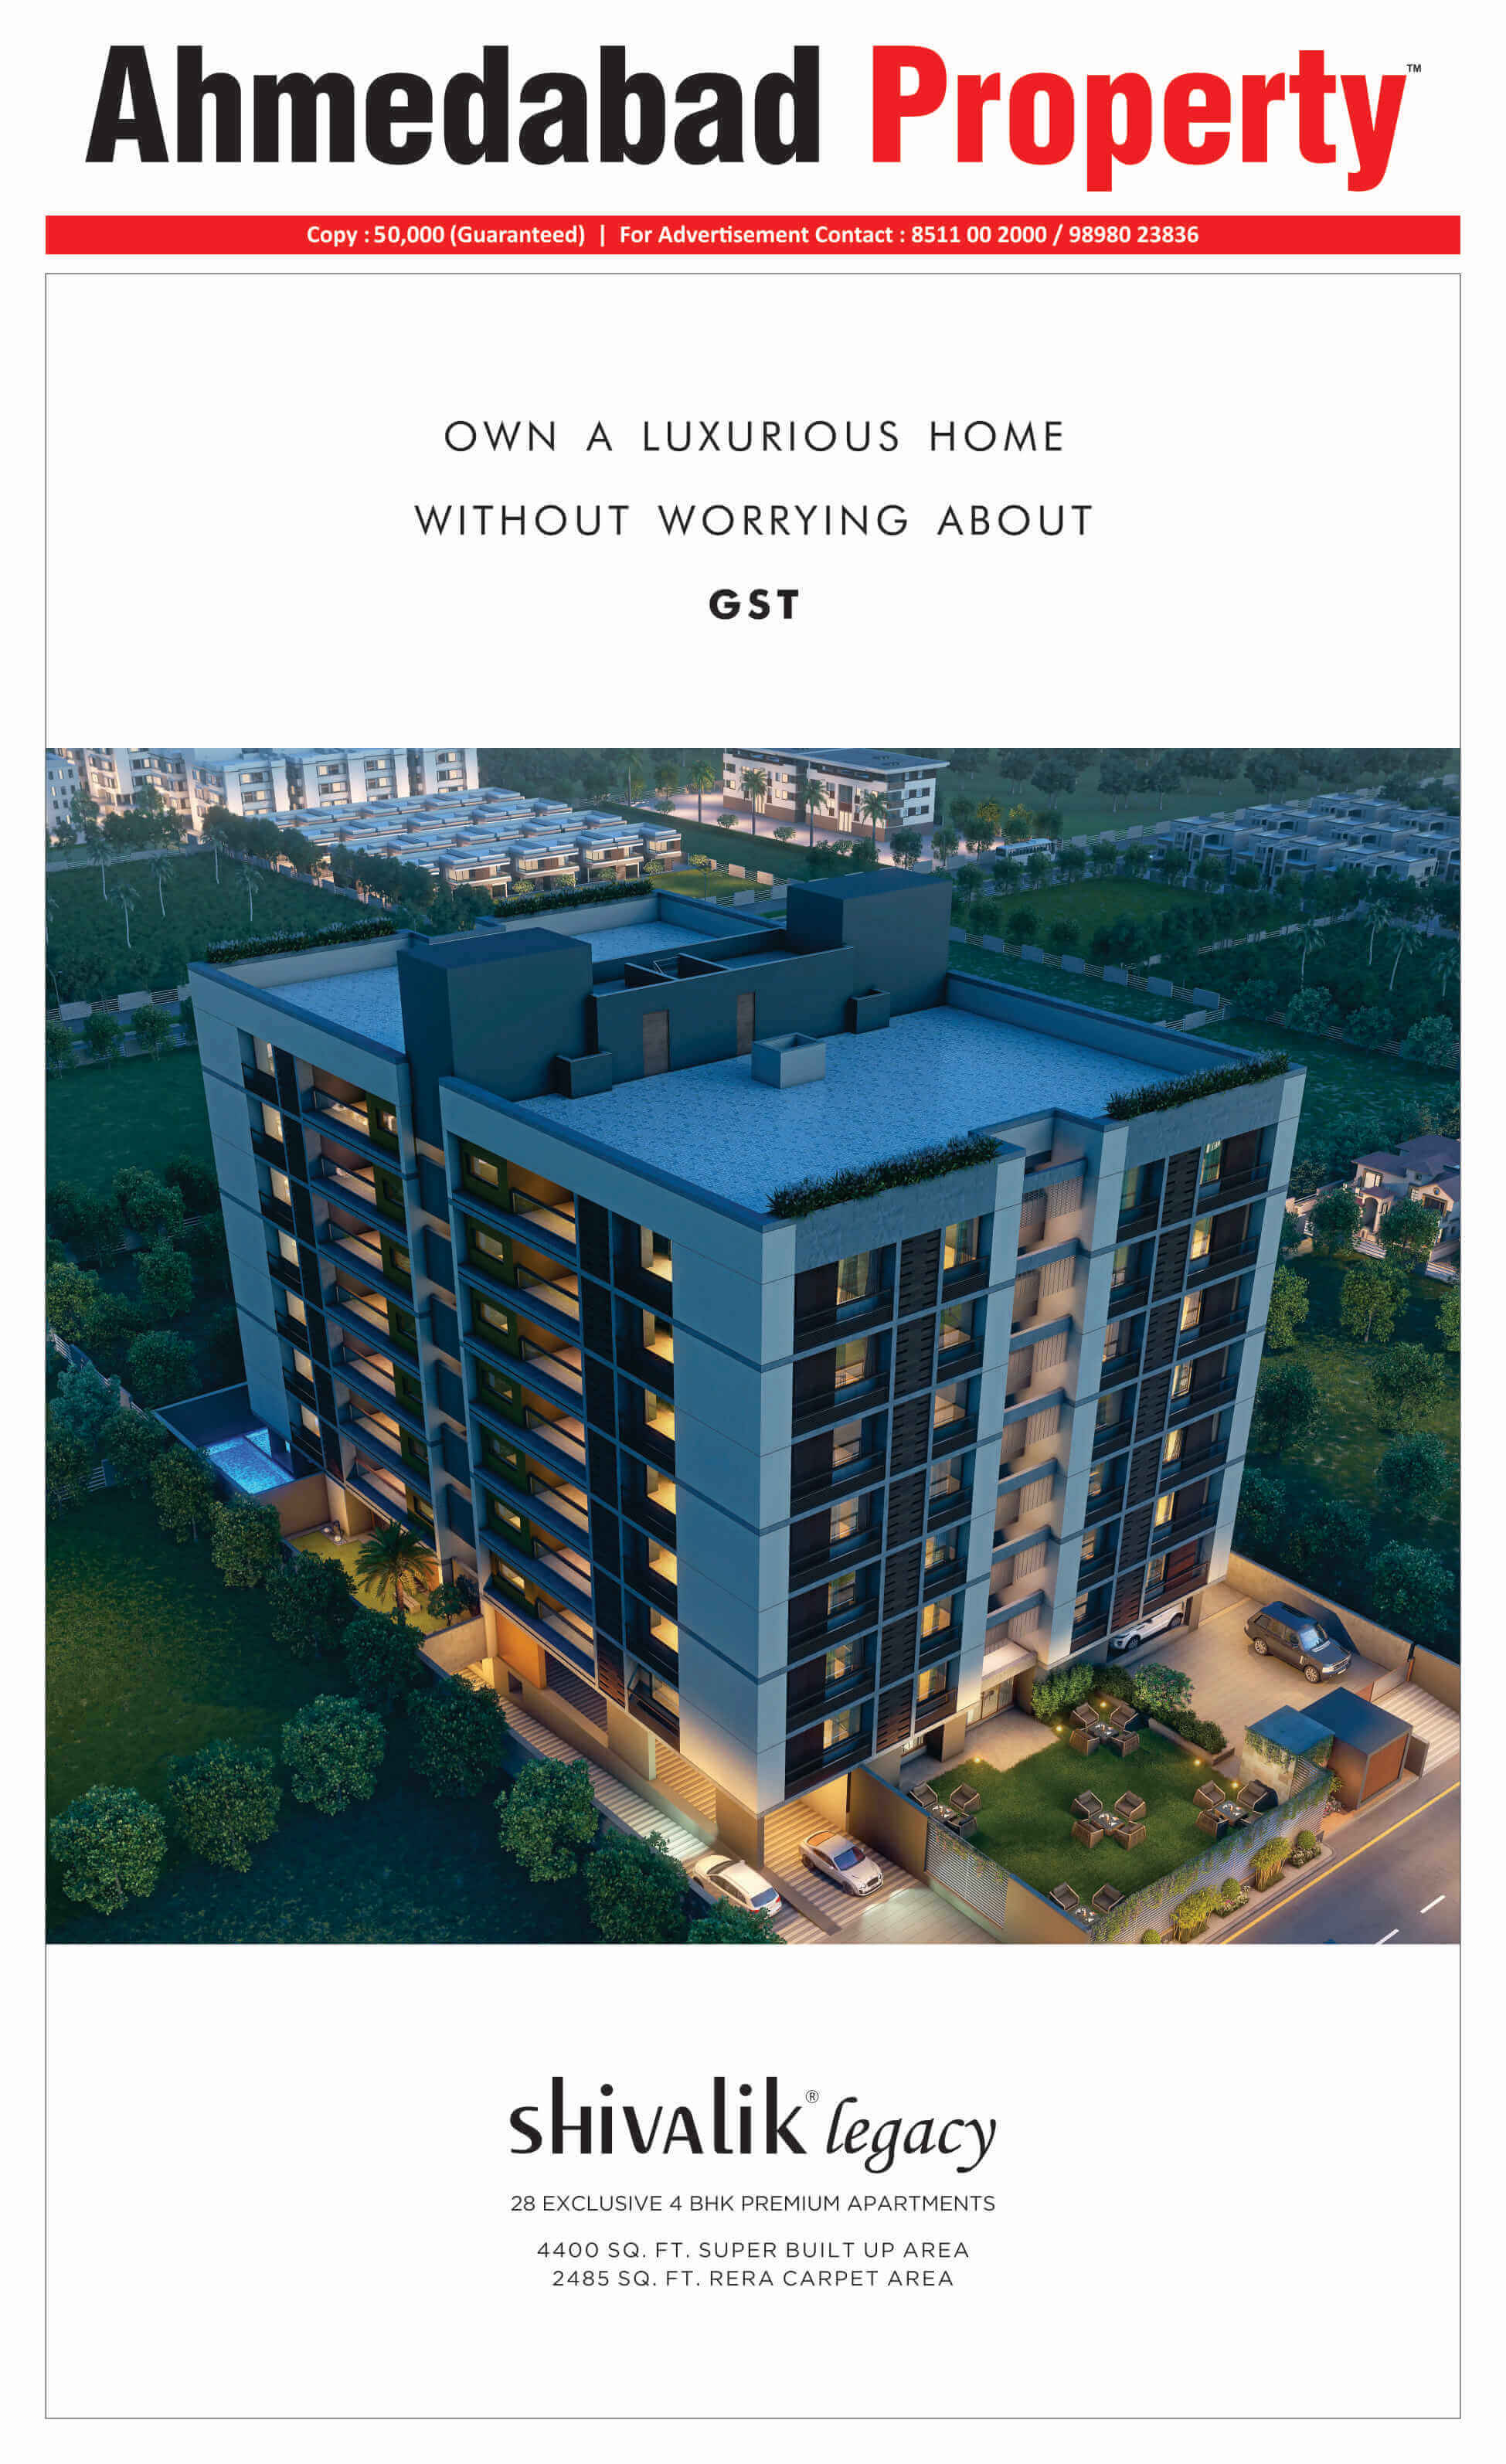 Ahmedabad Property™
Copy : 50,000 (Guaranteed) | For Advertisement Contact : 8511 00 2000 / 98980 23836
OWN A LUXURIOUS HOME
WITHOUT WORRYING ABOUT
GST
shivalik® legacy
28 EXCLUSIVE 4 BHK PREMIUM APARTMENTS
4400 SQ. FT. SUPER BUILT UP AREA
2485 SQ. FT. RERA CARPET AREA